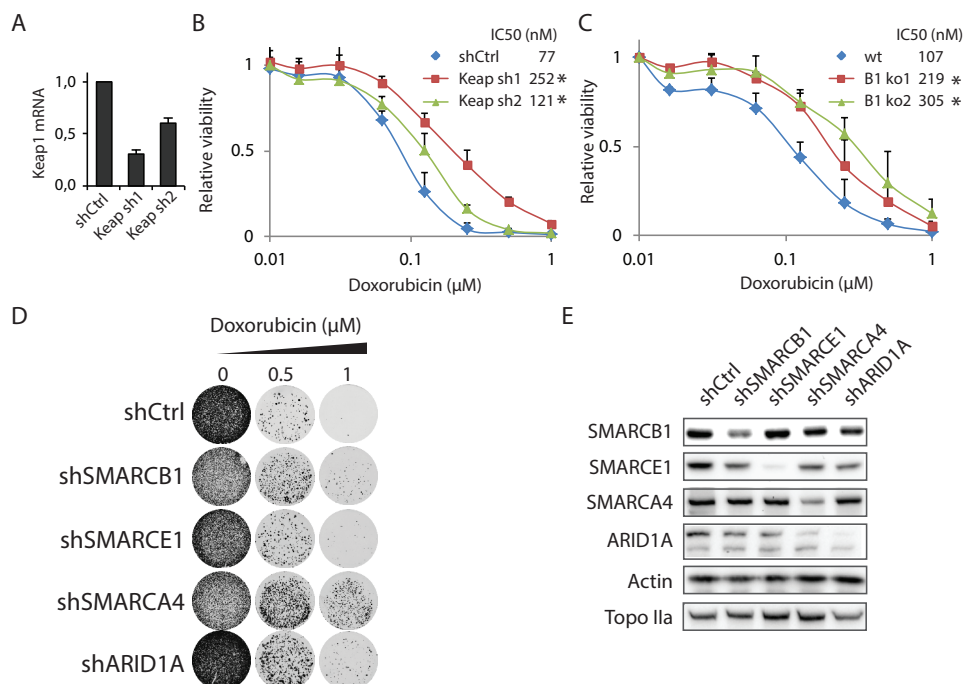 A
Keap1 mRNA
1,0
0,5
0,0
shCtrl
Keap sh1
Keap sh2
B
Relative viability
1
0.5
0
0.01
0.1
1
Doxorubicin (µM)
IC50 (nM)
shCtrl 77
Keap sh1 252 *
Keap sh2 121 *
C
Relative viability
1
0.5
0
0.01
0.1
1
Doxorubicin (µM)
IC50 (nM)
wt 107
B1 ko1 219 *
B1 ko2 305 *
D
Doxorubicin (µM)
0 0.5 1
shCtrl
shSMARCB1
shSMARCE1
shSMARCA4
shARID1A
E
shCtrl
shSMARCB1
shSMARCE1
shSMARCA4
shARID1A
SMARCB1
SMARCE1
SMARCA4
ARID1A
Actin
Topo IIa